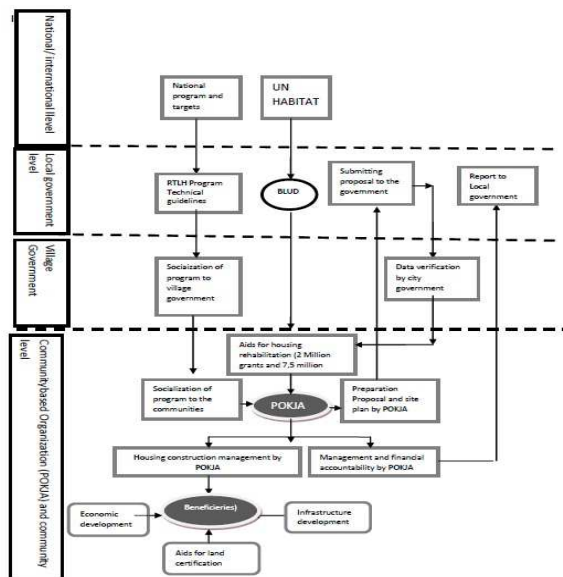 National/ international level
National
program and
targets
UN
HABITAT
Local government
level
RTLH Program
Technical
guidelines
BLUD
Submitting
proposal to the
government
Report to
Local
government
Village
Government
Sociaization of
program to
village
government
Data verification
by city
government
Communitybased Organization (POKJA) and community
level
Aids for housing
rehabilitation (2 Million
grants and 7,5 million
Socialization of
program to the
communities
POKJA
Preparation
Proposal and site
plan by POKJA
Housing construction management by
POKJA
Management and financial
accountability by POKJA
Economic
development
Beneficieries)
Infrastructure
development
Aids for land
certification